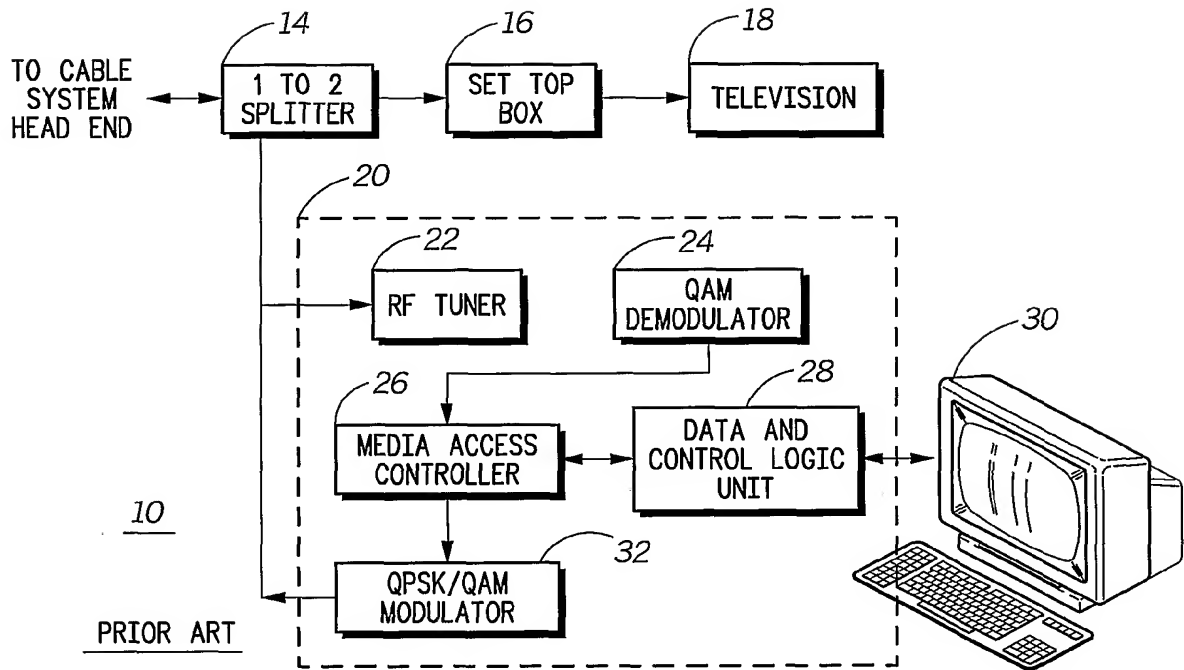 14
16
18
TO CABLE
SYSTEM
HEAD END
1 TO 2
SPLITTER
SET TOP
BOX
TELEVISION
20
22
24
RF TUNER
QAM
DEMODULATOR
30
26
28
MEDIA ACCESS
CONTROLLER
DATA AND
CONTROL LOGIC
UNIT
10
32
QPSK/QAM
MODULATOR
PRIOR ART